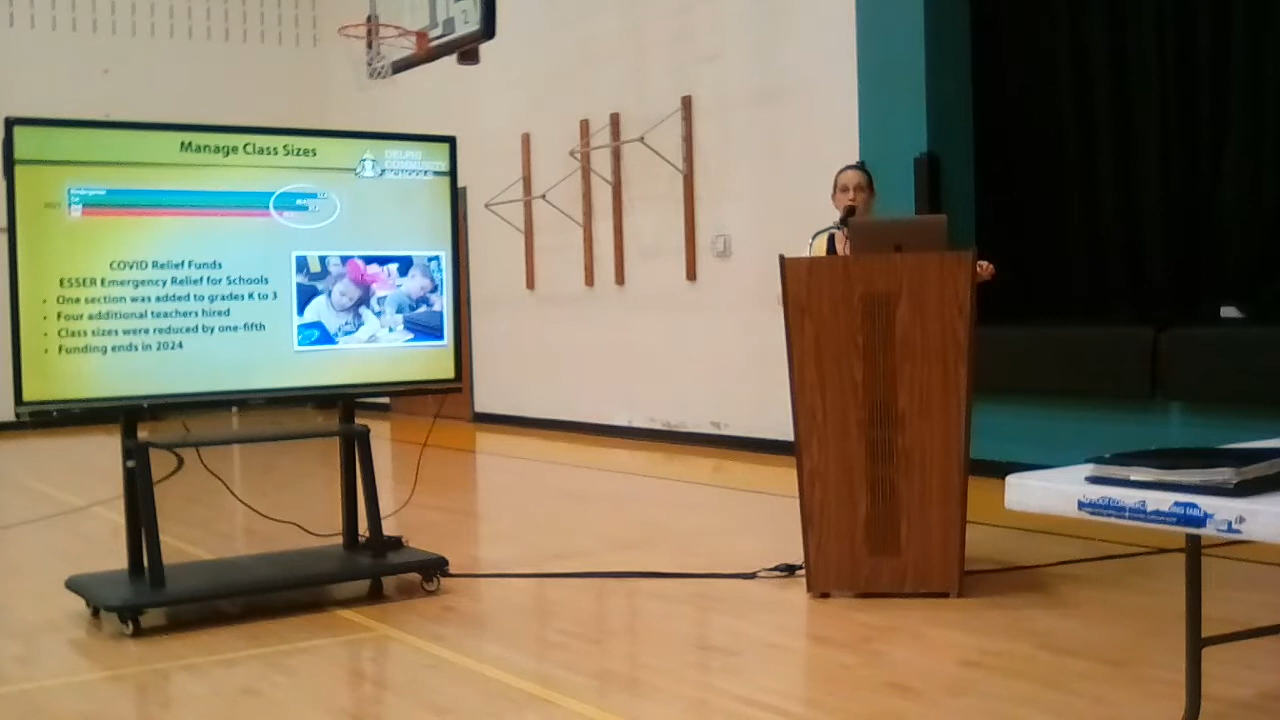 Manage Class Sizes
DELPHI
COMMUNITY
SCHOOLS
Kindergarten
COVID Relief Funds
ESSER Emergency Relief for Schools
• One section was added to grades K to 3
• Four additional teachers hired
• Class sizes were reduced by one-fifth
• Funding ends in 2024